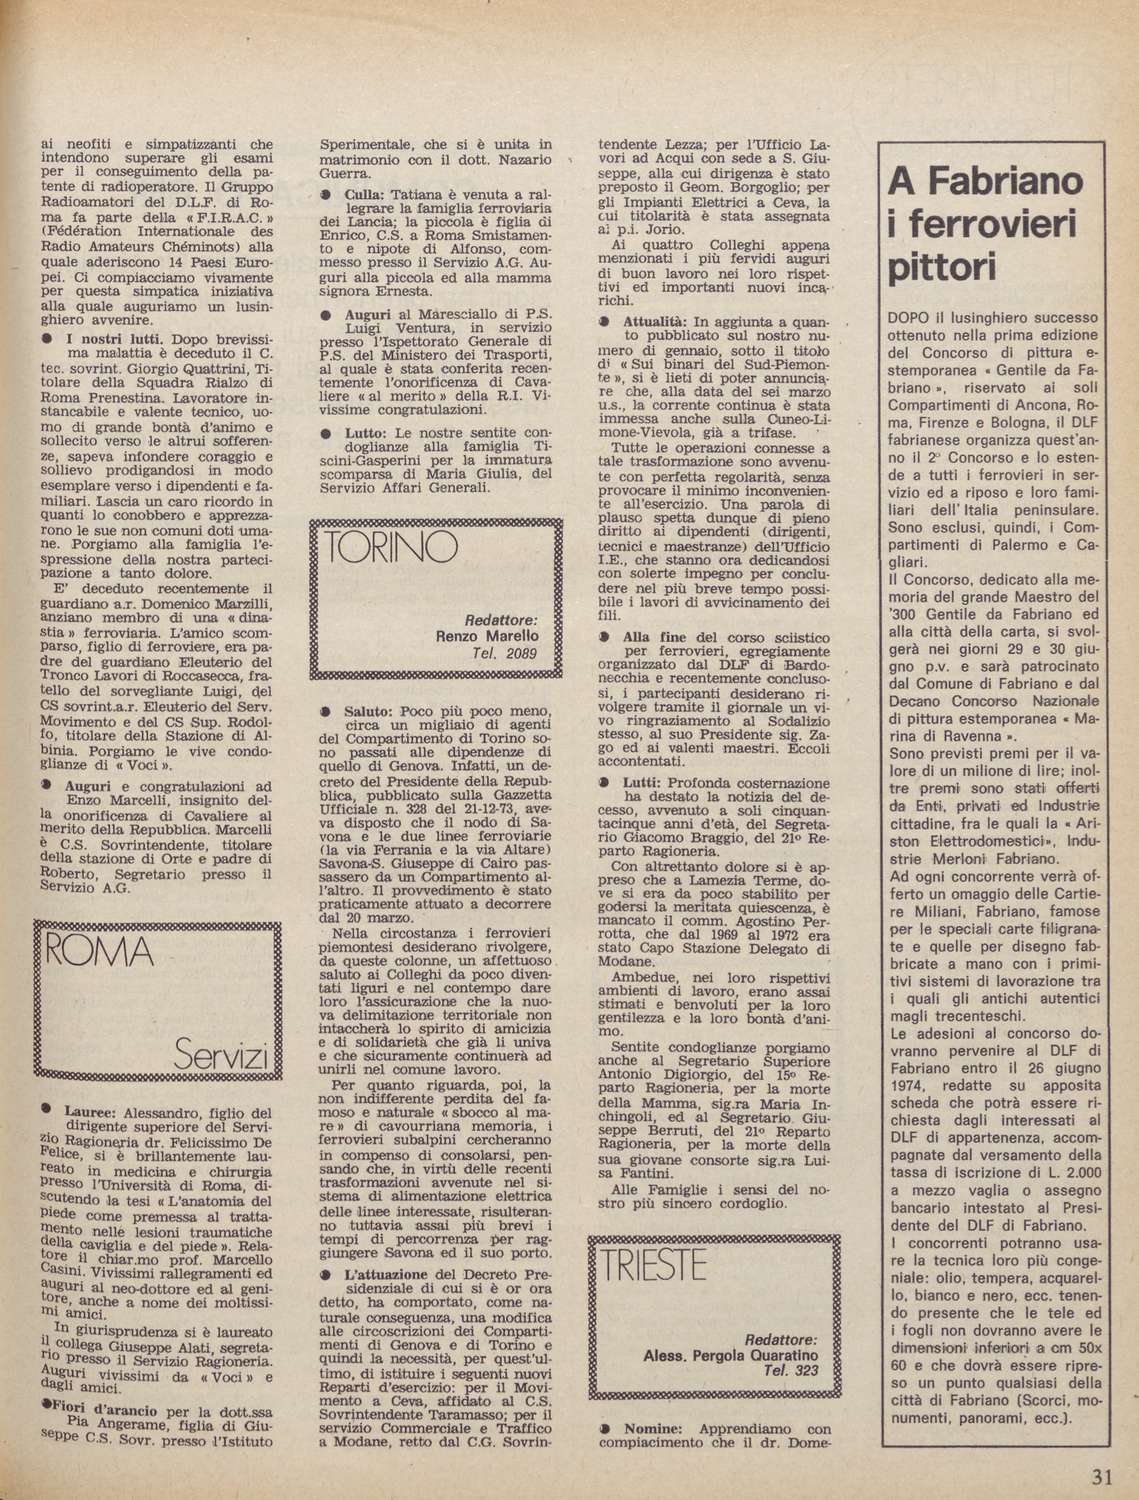 ai neofiti e simpatizzanti che
intendono superare gli esami
per il conseguimento della pa-
tente di radioperatore. Il Gruppo
Radioamatori del D.L.F. di Ro-
ma fa parte della « F.I.R.A.C. »
(Fédération Internationale des
Radio Amateurs Chéminots) alla
quale aderiscono 14 Paesi Euro-
pei. Ci compiacciamo vivamente
per questa simpatica iniziativa
alla quale auguriamo un lusin-
ghiero avvenire.
● I nostri lutti. Dopo brevissi-
ma malattia è deceduto il C.
tec. sovrint. Giorgio Quattrini, Ti-
tolare della Squadra Rialzo di
Roma Prenestina. Lavoratore in-
stancabile e valente tecnico, uo-
mo di grande bontà d'animo e
sollecito verso le altrui sofferen-
ze, sapeva infondere coraggio e
sollievo prodigandosi in modo
esemplare verso i dipendenti e fa-
miliari. Lascia un caro ricordo in
quanti lo conobbero e apprezza-
rono le sue non comuni doti uma-
ne. Porgiamo alla famiglia l'e-
spressione della nostra parteci-
pazione a tanto dolore.
E' deceduto recentemente il
guardiano a.r. Domenico Marzilli,
anziano membro di una « dina-
stia » ferroviaria. L'amico scom-
parso, figlio di ferroviere, era pa-
dre del guardiano Eleuterio del
Tronco Lavori di Roccasecca, fra-
tello del sorvegliante Luigi, del
CS sovrint.a.r. Eleuterio del Serv.
Movimento e del CS Sup. Rodol-
fo, titolare della Stazione di Al-
binia. Porgiamo le vive condo-
glianze di « Voci ».
● Auguri e congratulazioni ad
Enzo Marcelli, insignito del-
la onorificenza di Cavaliere al
merito della Repubblica. Marcelli
è C.S. Sovrintendente, titolare
della stazione di Orte e padre di
Roberto, Segretario presso il
Servizio A.G.
ROMA
Servizi
● Lauree: Alessandro, figlio del
dirigente superiore del Servi-
zio Ragioneria dr. Felicissimo De
Felice, si è brillantemente lau-
reato in medicina e chirurgia
presso l'Università di Roma, di-
scutendo la tesi « L'anatomia del
piede come premessa al tratta-
mento nelle lesioni traumatiche
della caviglia e del piede ». Rela-
tore il chiar.mo prof. Marcello
Casini. Vivissimi rallegramenti ed
auguri al neo-dottore ed al geni-
tore, anche a nome dei moltissi-
mi amici.
In giurisprudenza si è laureato
il collega Giuseppe Alati, segreta-
rio presso il Servizio Ragioneria.
Auguri vivissimi da « Voci » e
dagli amici.
● Fiori d'arancio per la dott.ssa
Pia Angerame, figlia di Giu-
seppe C.S. Sovr. presso l'Istituto
Sperimentale, che si è unita in
matrimonio con il dott. Nazario
Guerra.
● Culla: Tatiana è venuta a ral-
legrare la famiglia ferroviaria
dei Lancia; la piccola è figlia di
Enrico, C.S. a Roma Smistamen-
to e nipote di Alfonso, com-
messo presso il Servizio A.G. Au-
guri alla piccola ed alla mamma
signora Ernesta.
● Auguri al Maresciallo di P.S.
Luigi Ventura, in servizio
presso l'Ispettorato Generale di
P.S. del Ministero dei Trasporti,
al quale è stata conferita recen-
temente l'onorificenza di Cava-
liere « al merito » della R.I. Vi-
vissime congratulazioni.
● Lutto: Le nostre sentite con-
doglianze alla famiglia Ti-
scini-Gasperini per la immatura
scomparsa di Maria Giulia, del
Servizio Affari Generali.
TORINO
Redattore:
Renzo Marello
Tel. 2089
● Saluto: Poco più poco meno,
circa un migliaio di agenti
del Compartimento di Torino so-
no passati alle dipendenze di
quello di Genova. Infatti, un de-
creto del Presidente della Repub-
blica, pubblicato sulla Gazzetta
Ufficiale n. 328 del 21-12-73, ave-
va disposto che il nodo di Sa-
vona e le due linee ferroviarie
(la via Ferrania e la via Altare)
Savona-S. Giuseppe di Cairo pas-
sassero da un Compartimento al-
l'altro. Il provvedimento è stato
praticamente attuato a decorrere
dal 20 marzo.
Nella circostanza i ferrovieri
piemontesi desiderano rivolgere,
da queste colonne, un affettuoso
saluto ai Colleghi da poco diven-
tati liguri e nel contempo dare
loro l'assicurazione che la nuo-
va delimitazione territoriale non
intaccherà lo spirito di amicizia
e di solidarietà che già li univa
e che sicuramente continuerà ad
unirli nel comune lavoro.
Per quanto riguarda, poi, la
non indifferente perdita del fa-
moso e naturale « sbocco al ma-
re » di cavourriana memoria, i
ferrovieri subalpini cercheranno
in compenso di consolarsi, pen-
sando che, in virtù delle recenti
trasformazioni avvenute nel si-
stema di alimentazione elettrica
delle linee interessate, risulteran-
no tuttavia assai più brevi i
tempi di percorrenza per rag-
giungere Savona ed il suo porto.
● L'attuazione del Decreto Pre-
sidenziale di cui si è or ora
detto, ha comportato, come na-
turale conseguenza, una modifica
alle circoscrizioni dei Comparti-
menti di Genova e di Torino e
quindi la necessità, per quest'ul-
timo, di istituire i seguenti nuovi
Reparti d'esercizio: per il Movi-
mento a Ceva, affidato al C.S.
Sovrintendente Taramasso; per il
servizio Commerciale e Traffico
a Modane, retto dal C.G. Sovrin-
tendente Lezza; per l'Ufficio La-
vori ad Acqui con sede a S. Giu-
seppe, alla cui dirigenza è stato
preposto il Geom. Borgoglio; per
gli Impianti Elettrici a Ceva, la
cui titolarità è stata assegnata
al p.i. Jorio.
Ai quattro Colleghi appena
menzionati i più fervidi auguri
di buon lavoro nei loro rispet-
tivi ed importanti nuovi inca-
richi.
● Attualità: In aggiunta a quan-
to pubblicato sul nostro nu-
mero di gennaio, sotto il titolo
di « Sui binari del Sud-Piemon-
te », si è lieti di poter annuncia-
re che, alla data del sei marzo
u.s., la corrente continua è stata
immessa anche sulla Cuneo-Li-
mone-Vievola, già a trifase.
Tutte le operazioni connesse a
tale trasformazione sono avvenu-
te con perfetta regolarità, senza
provocare il minimo inconvenien-
te all'esercizio. Una parola di
plauso spetta dunque di pieno
diritto ai dipendenti (dirigenti,
tecnici e maestranze) dell'Ufficio
I.E., che stanno ora dedicandosi
con solerte impegno per conclu-
dere nel più breve tempo possi-
bile i lavori di avvicinamento dei
fili.
● Alla fine del corso sciistico
per ferrovieri, egregiamente
organizzato dal DLF di Bardo-
necchia e recentemente concluso-
si, i partecipanti desiderano ri-
volgere tramite il giornale un vi-
vo ringraziamento al Sodalizio
stesso, al suo Presidente sig. Za-
go ed ai valenti maestri. Eccoli
accontentati.
● Lutti: Profonda costernazione
ha destato la notizia del de-
cesso, avvenuto a soli cinquan-
tacinque anni d'età, del Segreta-
rio Giacomo Braggio, del 21º Re-
parto Ragioneria.
Con altrettanto dolore si è ap-
preso che a Lamezia Terme, do-
ve si era da poco stabilito per
godersi la meritata quiescenza, è
mancato il comm. Agostino Per-
rotta, che dal 1969 al 1972 era
stato Capo Stazione Delegato di
Modane.
Ambedue, nei loro rispettivi
ambienti di lavoro, erano assai
stimati e benvoluti per la loro
gentilezza e la loro bontà d'ani-
mo.
Sentite condoglianze porgiamo
anche al Segretario Superiore
Antonio Digiorgio, del 15º Re-
parto Ragioneria, per la morte
della Mamma, sig.ra Maria In-
chingoli, ed al Segretario Giu-
seppe Berruti, del 21º Reparto
Ragioneria, per la morte della
sua giovane consorte sig.ra Lui-
sa Fantini.
Alle Famiglie i sensi del no-
stro più sincero cordoglio.
TRIESTE
Redattore:
Aless. Pergola Quaratino
Tel. 323
● Nomine: Apprendiamo con
compiacimento che il dr. Dome-
A Fabriano
i ferrovieri
pittori
DOPO il lusinghiero successo
ottenuto nella prima edizione
del Concorso di pittura e-
stemporanea « Gentile da Fa-
briano », riservato ai soli
Compartimenti di Ancona, Ro-
ma, Firenze e Bologna, il DLF
fabrianese organizza quest'an-
no il 2º Concorso e lo esten-
de a tutti i ferrovieri in ser-
vizio ed a riposo e loro fami-
liari dell'Italia peninsulare.
Sono esclusi, quindi, i Com-
partimenti di Palermo e Ca-
gliari.
Il Concorso, dedicato alla me-
moria del grande Maestro del
'300 Gentile da Fabriano ed
alla città della carta, si svol-
gerà nei giorni 29 e 30 giu-
gno p.v. e sarà patrocinato
dal Comune di Fabriano e dal
Decano Concorso Nazionale
di pittura estemporanea « Ma-
rina di Ravenna ».
Sono previsti premi per il va-
lore di un milione di lire; inol-
tre premi sono stati offerti
da Enti, privati ed Industrie
cittadine, fra le quali la « Ari-
ston Elettrodomestici», Indu-
strie Merloni Fabriano.
Ad ogni concorrente verrà of-
ferto un omaggio delle Cartie-
re Miliani, Fabriano, famose
per le speciali carte filigrana-
te e quelle per disegno fab-
bricate a mano con i primi-
tivi sistemi di lavorazione tra
i quali gli antichi autentici
magli trecenteschi.
Le adesioni al concorso do-
vranno pervenire al DLF di
Fabriano entro il 26 giugno
1974, redatte su apposita
scheda che potrà essere ri-
chiesta dagli interessati al
DLF di appartenenza, accom-
pagnate dal versamento della
tassa di iscrizione di L. 2.000
a mezzo vaglia o assegno
bancario intestato al Presi-
dente del DLF di Fabriano.
I concorrenti potranno usa-
re la tecnica loro più conge-
niale: olio, tempera, acquarel-
lo, bianco e nero, ecc. tenen-
do presente che le tele ed
i fogli non dovranno avere le
dimensioni inferiori a cm 50x
60 e che dovrà essere ripre-
so un punto qualsiasi della
città di Fabriano (Scorci, mo-
numenti, panorami, ecc.).
31